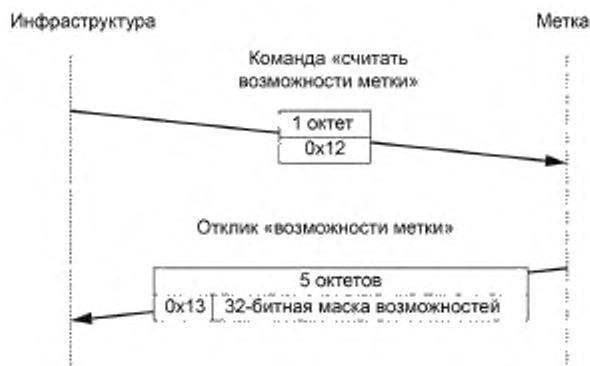 Инфраструктура Метка
Команда «считать
возможности метки»
1 октет
0x12
Отклик «возможности метки»
5 октетов
0x13 32-битная маска возможностей